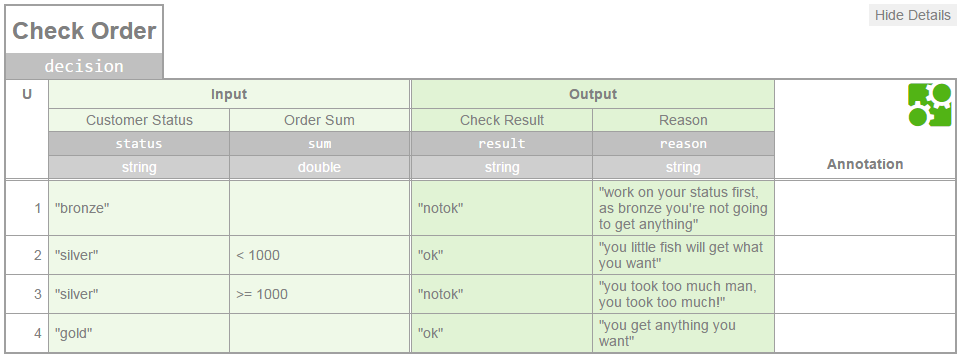 Hide Details
Check Order
decision
U Input Output
Customer Status Order Sum Check Result Reason
status sum result reason
string double string string Annotation
1 "bronze" "notok" "work on your status first,
as bronze you're not going
to get anything"
2 "silver" < 1000 "ok" "you little fish will get what
you want"
3 "silver" >= 1000 "notok" "you took too much man,
you took too much!"
4 "gold" "ok" "you get anything you
want"